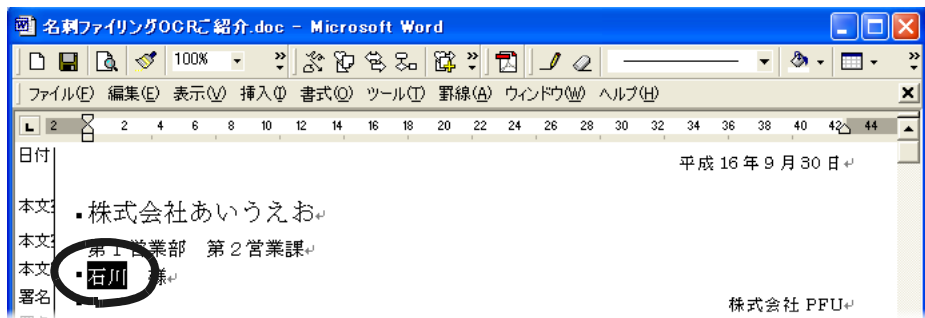 名刺ファイリングOCRご紹介.doc - Microsoft Word
100%
ファイル(F) 編集(E) 表示(V) 挿入(I) 書式(O) ツール(T) 罫線(A) ウィンドウ(W) ヘルプ(H)
L 2 2 4 6 8 10 12 14 16 18 20 22 24 26 28 30 32 34 36 38 40 42 44
日付
平成 16 年 9 月 30 日
本文
株式会社あいうえお
本文
第1営業部 第2営業課
本文
石川 様
署名
株式会社 PFU